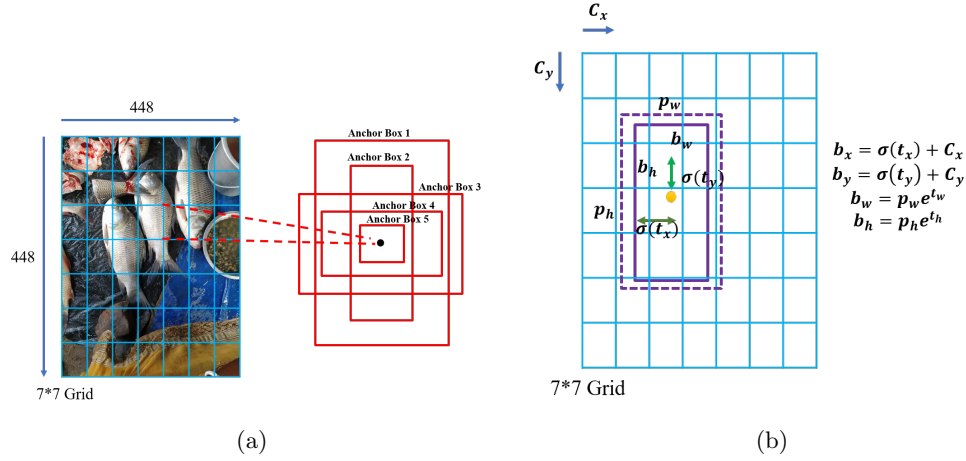 448
448
7*7 Grid
Anchor Box 1
Anchor Box 2
Anchor Box 3
Anchor Box 4
Anchor Box 5
(a)
C_x
C_y
p_w
b_w
b_h
σ(t_y)
p_h
σ(t_x)
7*7 Grid
b_x = σ(t_x) + C_x
b_y = σ(t_y) + C_y
b_w = p_w e^{t_w}
b_h = p_h e^{t_h}
(b)